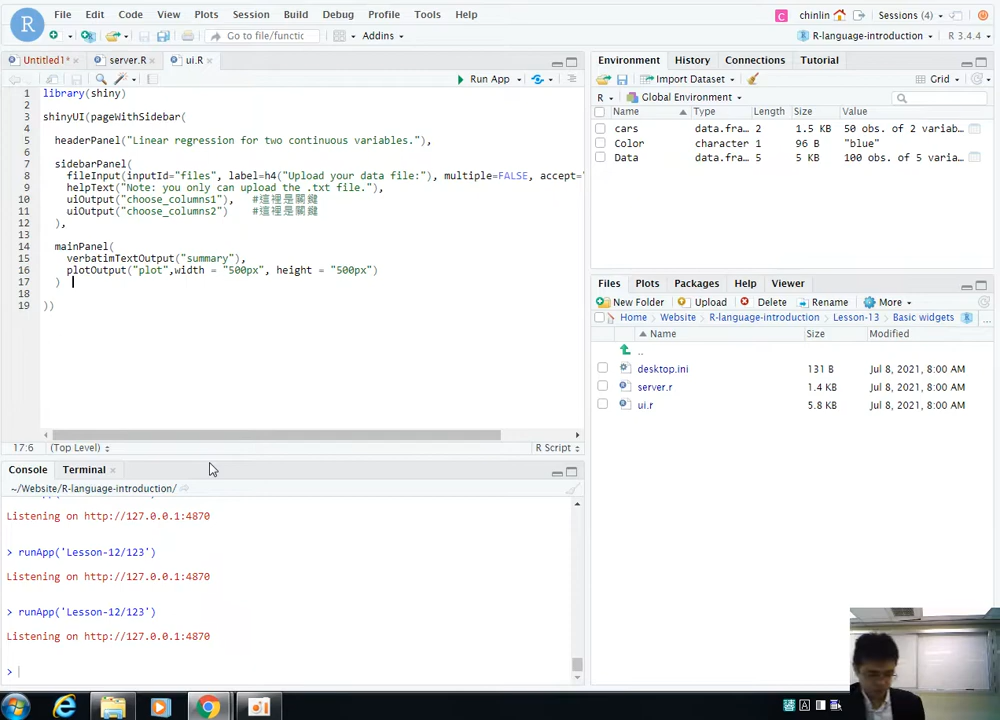 File Edit Code View Plots Session Build Debug Profile Tools Help
C chinlin Sessions (4)
R Go to file/function Addins R-language-introduction R 3.4.4
Untitled1* server.R ui.R
Run App
1 library(shiny)
2
3 shinyUI(pageWithSidebar(
4
5 headerPanel("Linear regression for two continuous variables."),
6
7 sidebarPanel(
8 fileInput(inputId="files", label=h4("Upload your data file:"), multiple=FALSE, accept="
9 helpText("Note: you only can upload the .txt file."),
10 uiOutput("choose_columns1"), #這裡是關鍵
11 uiOutput("choose_columns2") #這裡是關鍵
12 ),
13
14 mainPanel(
15 verbatimTextOutput("summary"),
16 plotOutput("plot",width = "500px", height = "500px")
17 )
18
19 ))
17:6 (Top Level) R Script
Console Terminal
~/Website/R-language-introduction/
Listening on http://127.0.0.1:4870
> runApp('Lesson-12/123')
Listening on http://127.0.0.1:4870
> runApp('Lesson-12/123')
Listening on http://127.0.0.1:4870
>
Environment History Connections Tutorial
Import Dataset Grid
R Global Environment
Name Type Length Size Value
cars data.fra… 2 1.5 KB 50 obs. of 2 variab…
Color character 1 96 B "blue"
Data data.fra… 5 5 KB 100 obs. of 5 varia…
Files Plots Packages Help Viewer
New Folder Upload Delete Rename More
Home Website R-language-introduction Lesson-13 Basic widgets ...
Name Size Modified
..
desktop.ini 131 B Jul 8, 2021, 8:00 AM
server.r 1.4 KB Jul 8, 2021, 8:00 AM
ui.r 5.8 KB Jul 8, 2021, 8:00 AM